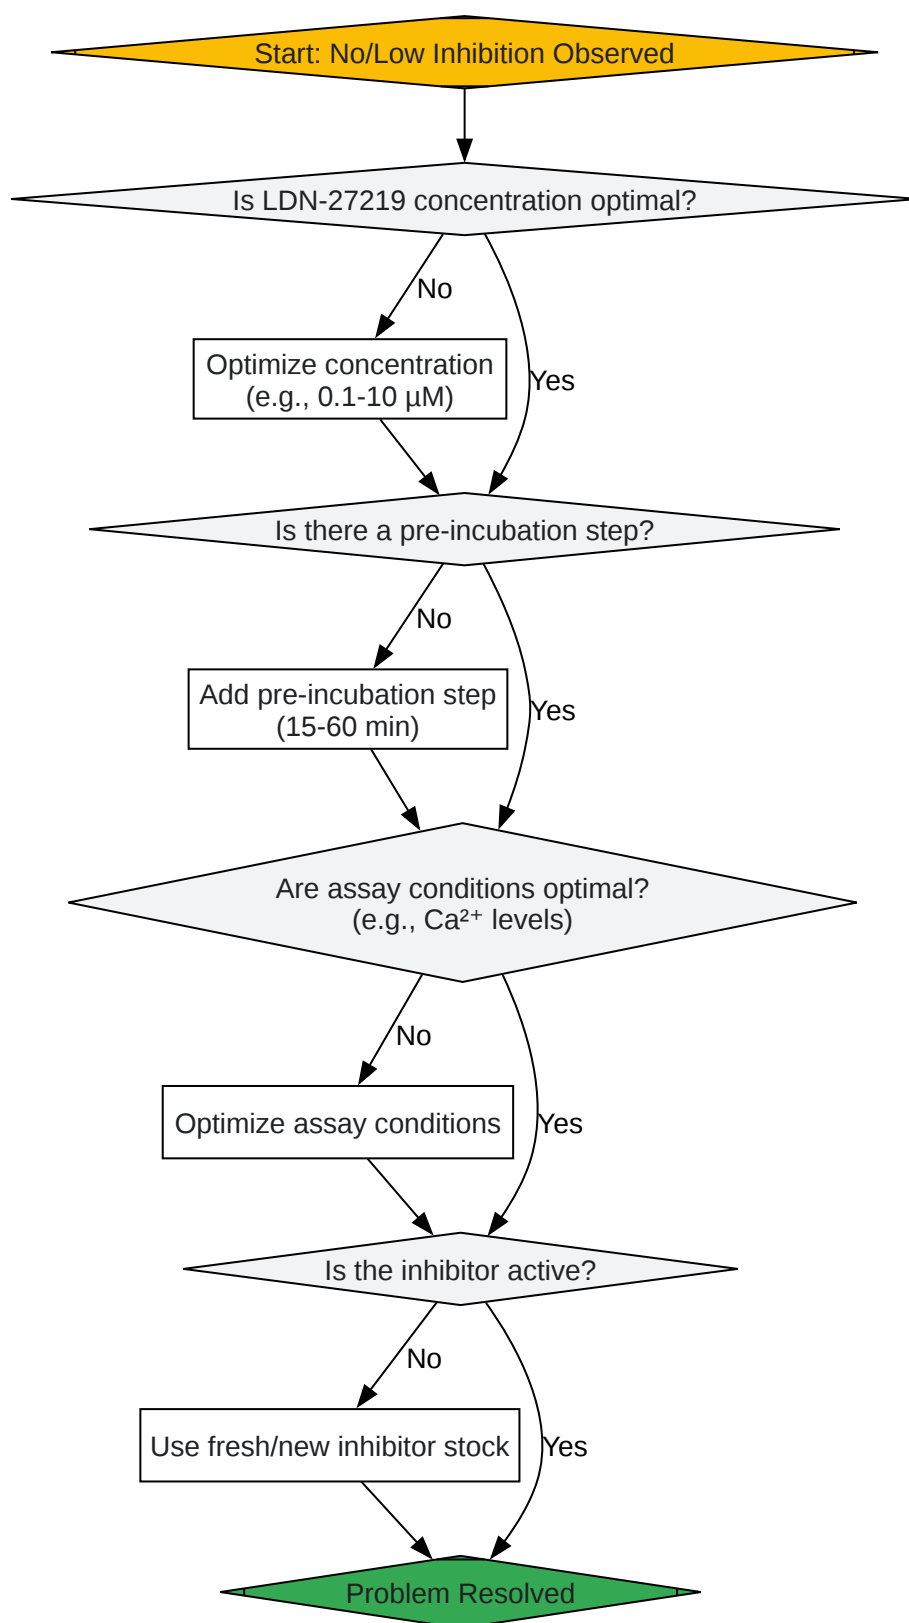 Start: No/Low Inhibition Observed
Is LDN-27219 concentration optimal?
No
Optimize concentration
(e.g., 0.1-10 µM)
Yes
Is there a pre-incubation step?
No
Add pre-incubation step
(15-60 min)
Yes
Are assay conditions optimal?
(e.g., Ca²⁺ levels)
No
Optimize assay conditions
Yes
Is the inhibitor active?
No
Use fresh/new inhibitor stock
Yes
Problem Resolved